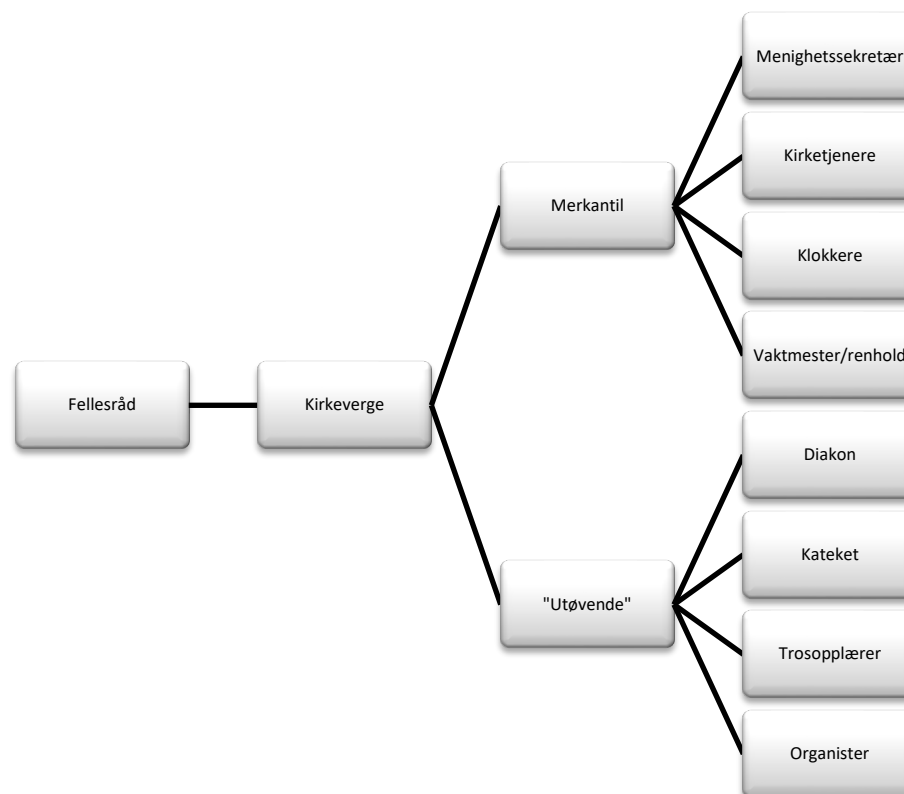 Menighetssekretær
Kirketjenere
Merkantil
Klokkere
Vaktmester/renhold
Fellesråd
Kirkeverge
Diakon
Kateket
"Utøvende"
Trosopplærer
Organister